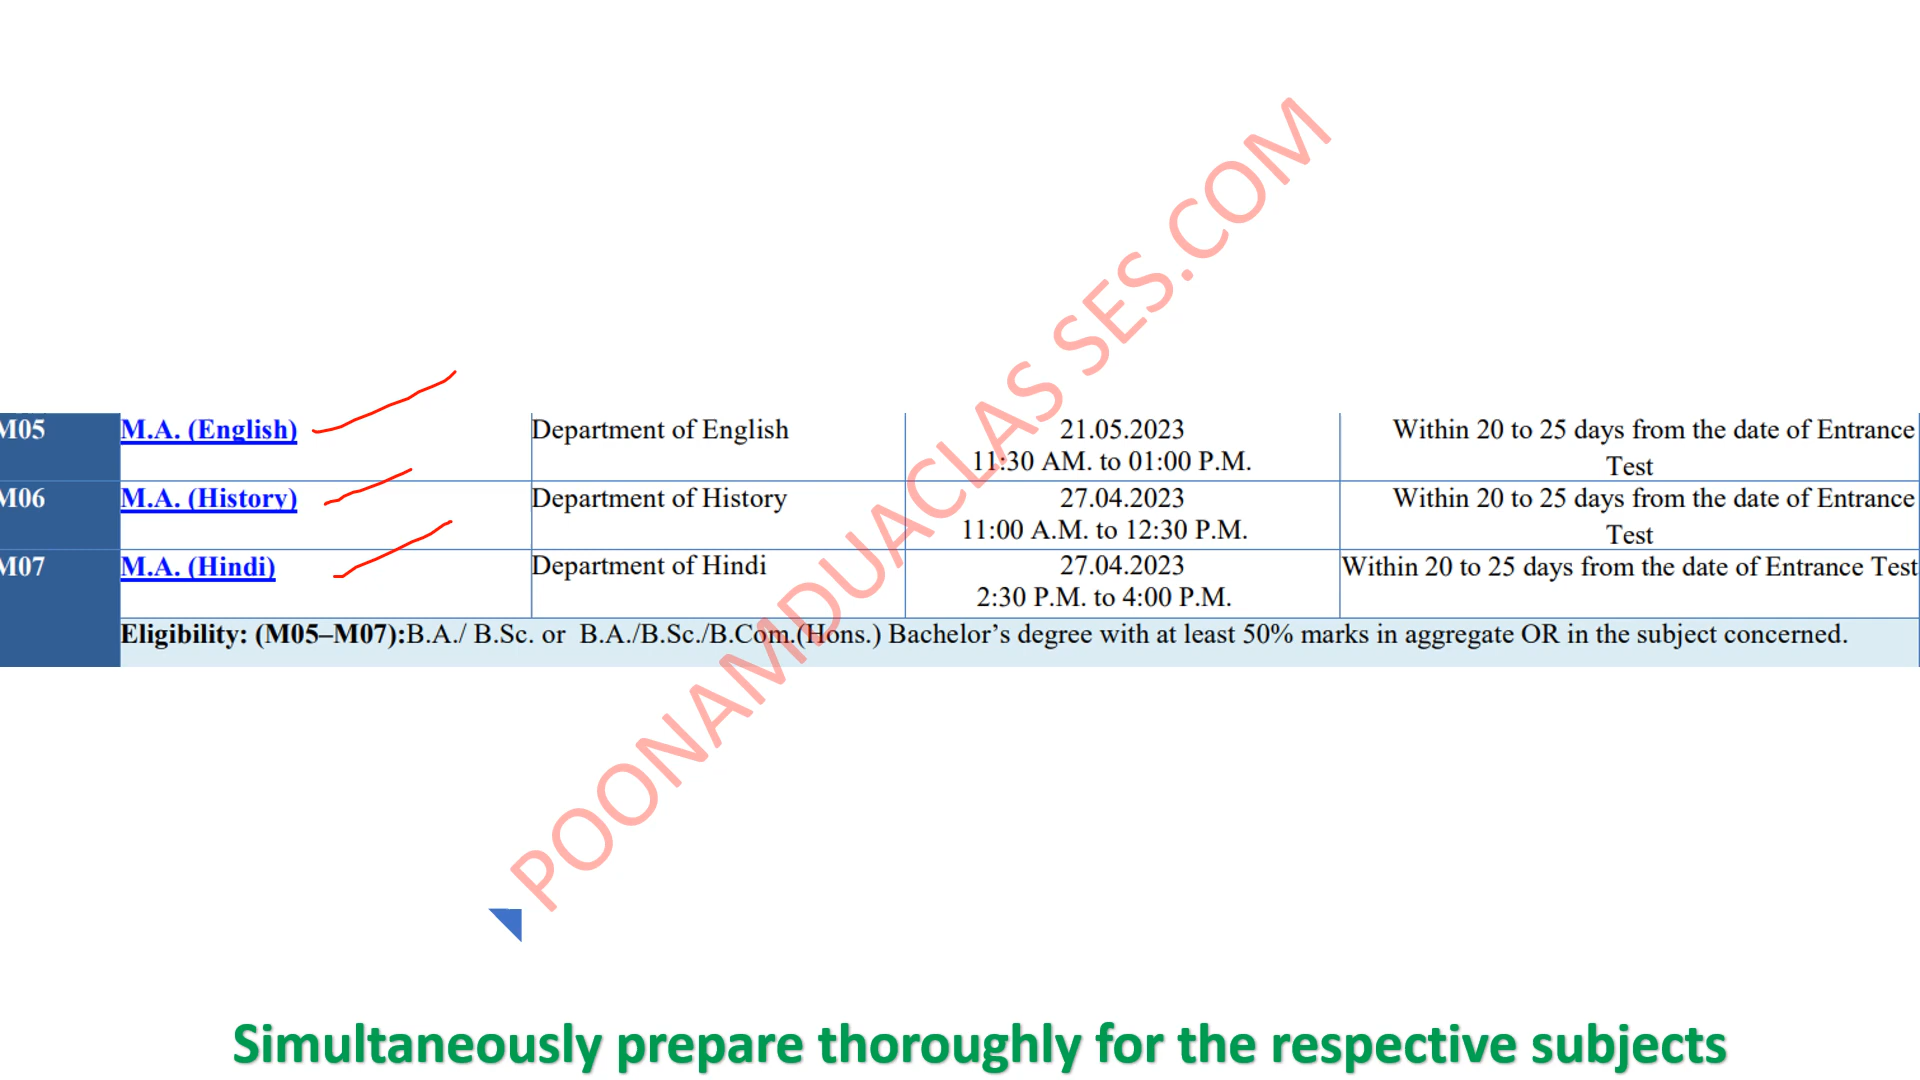 M05 M.A. (English) Department of English 21.05.2023 Within 20 to 25 days from the date of Entrance
11:30 AM. to 01:00 P.M. Test
M06 M.A. (History) Department of History 27.04.2023 Within 20 to 25 days from the date of Entrance
11:00 A.M. to 12:30 P.M. Test
M07 M.A. (Hindi) Department of Hindi 27.04.2023 Within 20 to 25 days from the date of Entrance Test
2:30 P.M. to 4:00 P.M.
Eligibility: (M05–M07):B.A./ B.Sc. or B.A./B.Sc./B.Com.(Hons.) Bachelor’s degree with at least 50% marks in aggregate OR in the subject concerned.
POONAMDUACLAS SES.COM
Simultaneously prepare thoroughly for the respective subjects